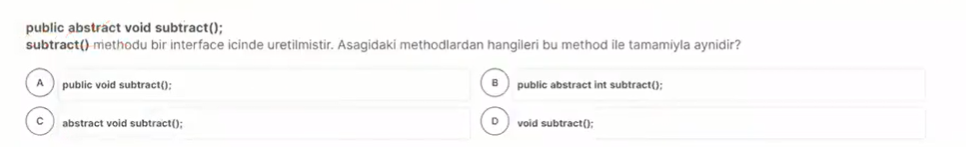 public abstract void subtract();
subtract() methodu bir interface icinde uretilmistir. Asagidaki methodlardan hangileri bu method ile tamamiyla aynidir?
A public void subtract();
B public abstract int subtract();
C abstract void subtract();
D void subtract();